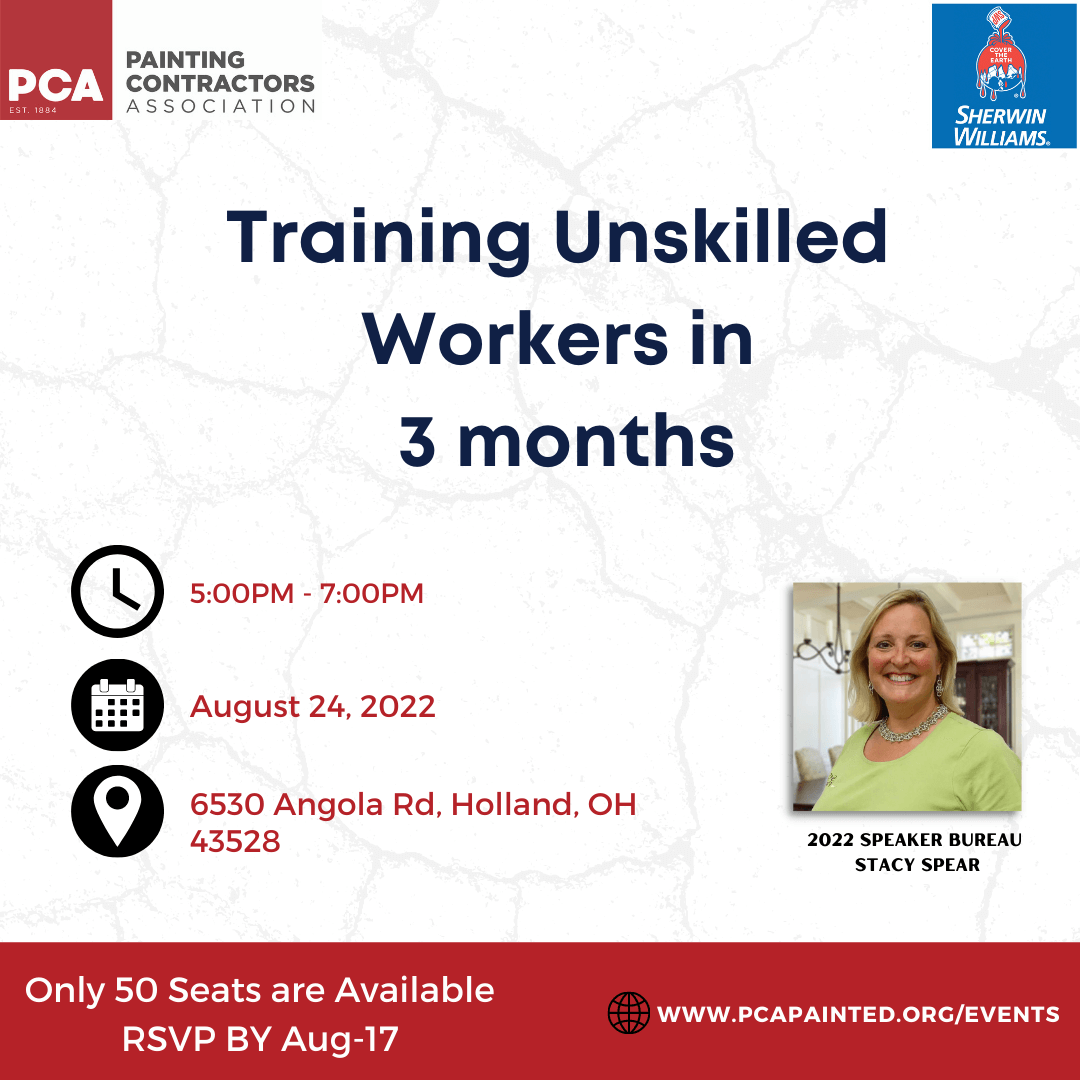 PCA
EST. 1884
PAINTING
CONTRACTORS
ASSOCIATION
COVER
THE
EARTH
SHERWIN
WILLIAMS®
Training Unskilled
Workers in
3 months
5:00PM - 7:00PM
August 24, 2022
6530 Angola Rd, Holland, OH
43528
2022 SPEAKER BUREAU
STACY SPEAR
Only 50 Seats are Available
RSVP BY Aug-17
WWW.PCAPAINTED.ORG/EVENTS